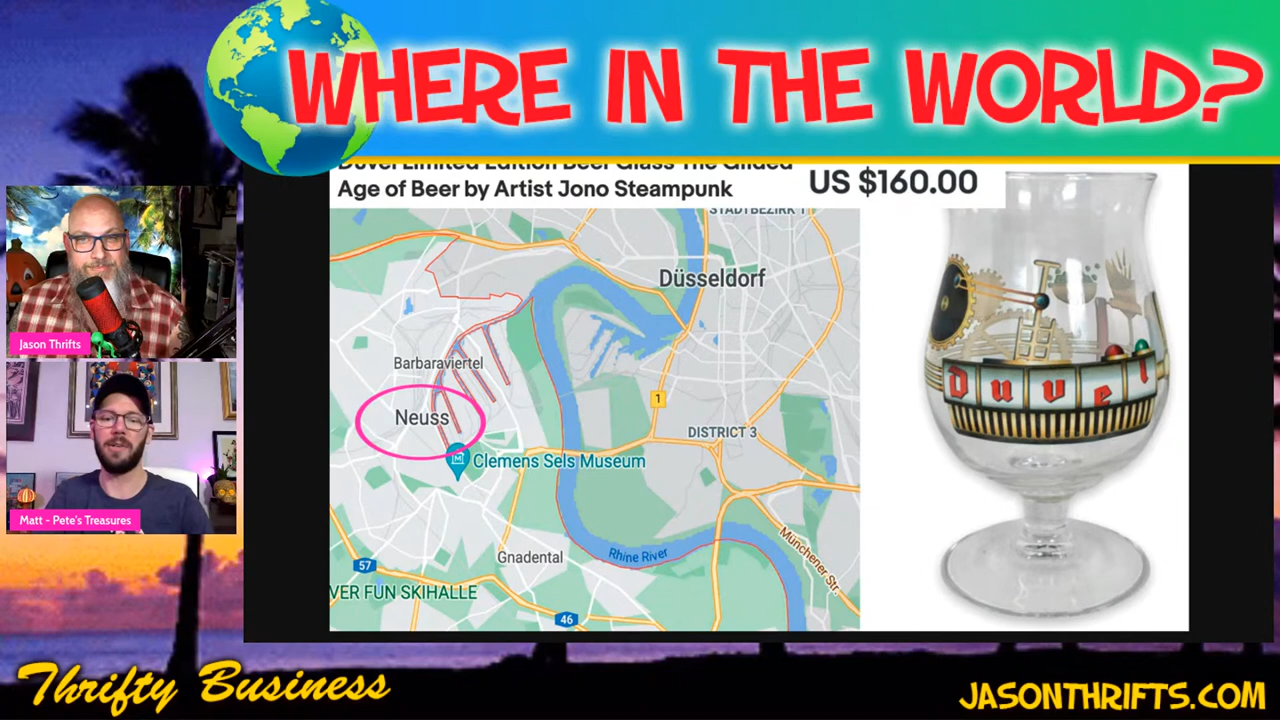 WHERE IN THE WORLD?
Duvel Limited Edition Beer Glass The Gilded
Age of Beer by Artist Jono Steampunk
US $160.00
STADTBEZIRK 1
Düsseldorf
Barbaraviertel
Neuss
1
DISTRICT 3
Clemens Sels Museum
Gnadental
Rhine River
Münchener Str.
57
VER FUN SKIHALLE
46
Duvel
Jason Thrifts
Matt - Pete's Treasures
Thrifty Business
JASONTHRIFTS.COM